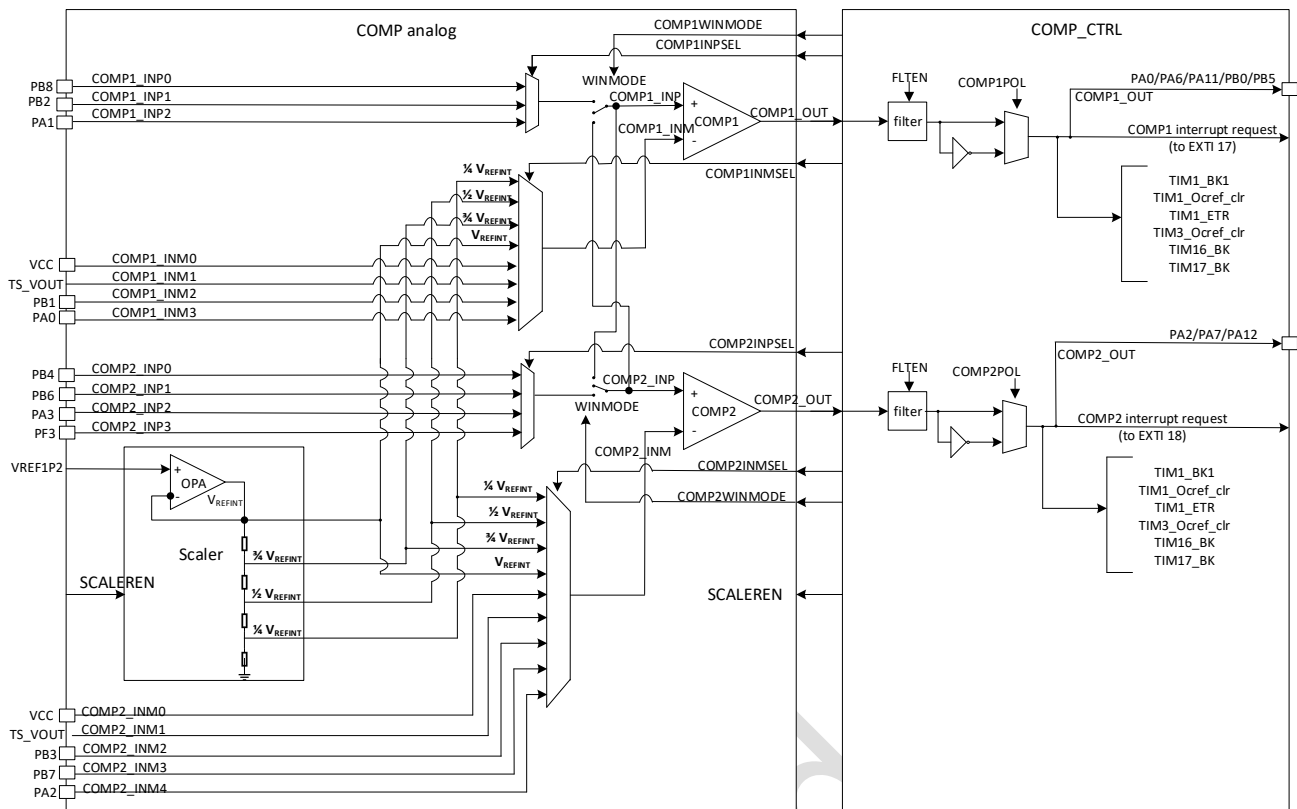 COMP analog
COMP_CTRL
COMP1WINMODE
COMP1INPSEL
WINMODE
PB8 COMP1_INP0
PB2 COMP1_INP1
PA1 COMP1_INP2
COMP1_INP
COMP1_INM
+
-
COMP1
COMP1_OUT
FLTEN
filter
COMP1POL
PA0/PA6/PA11/PB0/PB5
COMP1_OUT
COMP1 interrupt request
(to EXTI 17)
TIM1_BK1
TIM1_Ocref_clr
TIM1_ETR
TIM3_Ocref_clr
TIM16_BK
TIM17_BK
COMP1INMSEL
¼ VREFINT
½ VREFINT
¾ VREFINT
VREFINT
VCC COMP1_INM0
TS_VOUT COMP1_INM1
PB1 COMP1_INM2
PA0 COMP1_INM3
COMP2INPSEL
PB4 COMP2_INP0
PB6 COMP2_INP1
PA3 COMP2_INP2
PF3 COMP2_INP3
COMP2_INP
WINMODE
+
-
COMP2
COMP2_OUT
COMP2_INM
FLTEN
filter
COMP2POL
PA2/PA7/PA12
COMP2_OUT
COMP2 interrupt request
(to EXTI 18)
TIM1_BK1
TIM1_Ocref_clr
TIM1_ETR
TIM3_Ocref_clr
TIM16_BK
TIM17_BK
COMP2INMSEL
COMP2WINMODE
VREF1P2
+
-
OPA
VREFINT
Scaler
¾ VREFINT
½ VREFINT
¼ VREFINT
SCALEREN
¼ VREFINT
½ VREFINT
¾ VREFINT
VREFINT
SCALEREN
VCC COMP2_INM0
TS_VOUT COMP2_INM1
PB3 COMP2_INM2
PB7 COMP2_INM3
PA2 COMP2_INM4